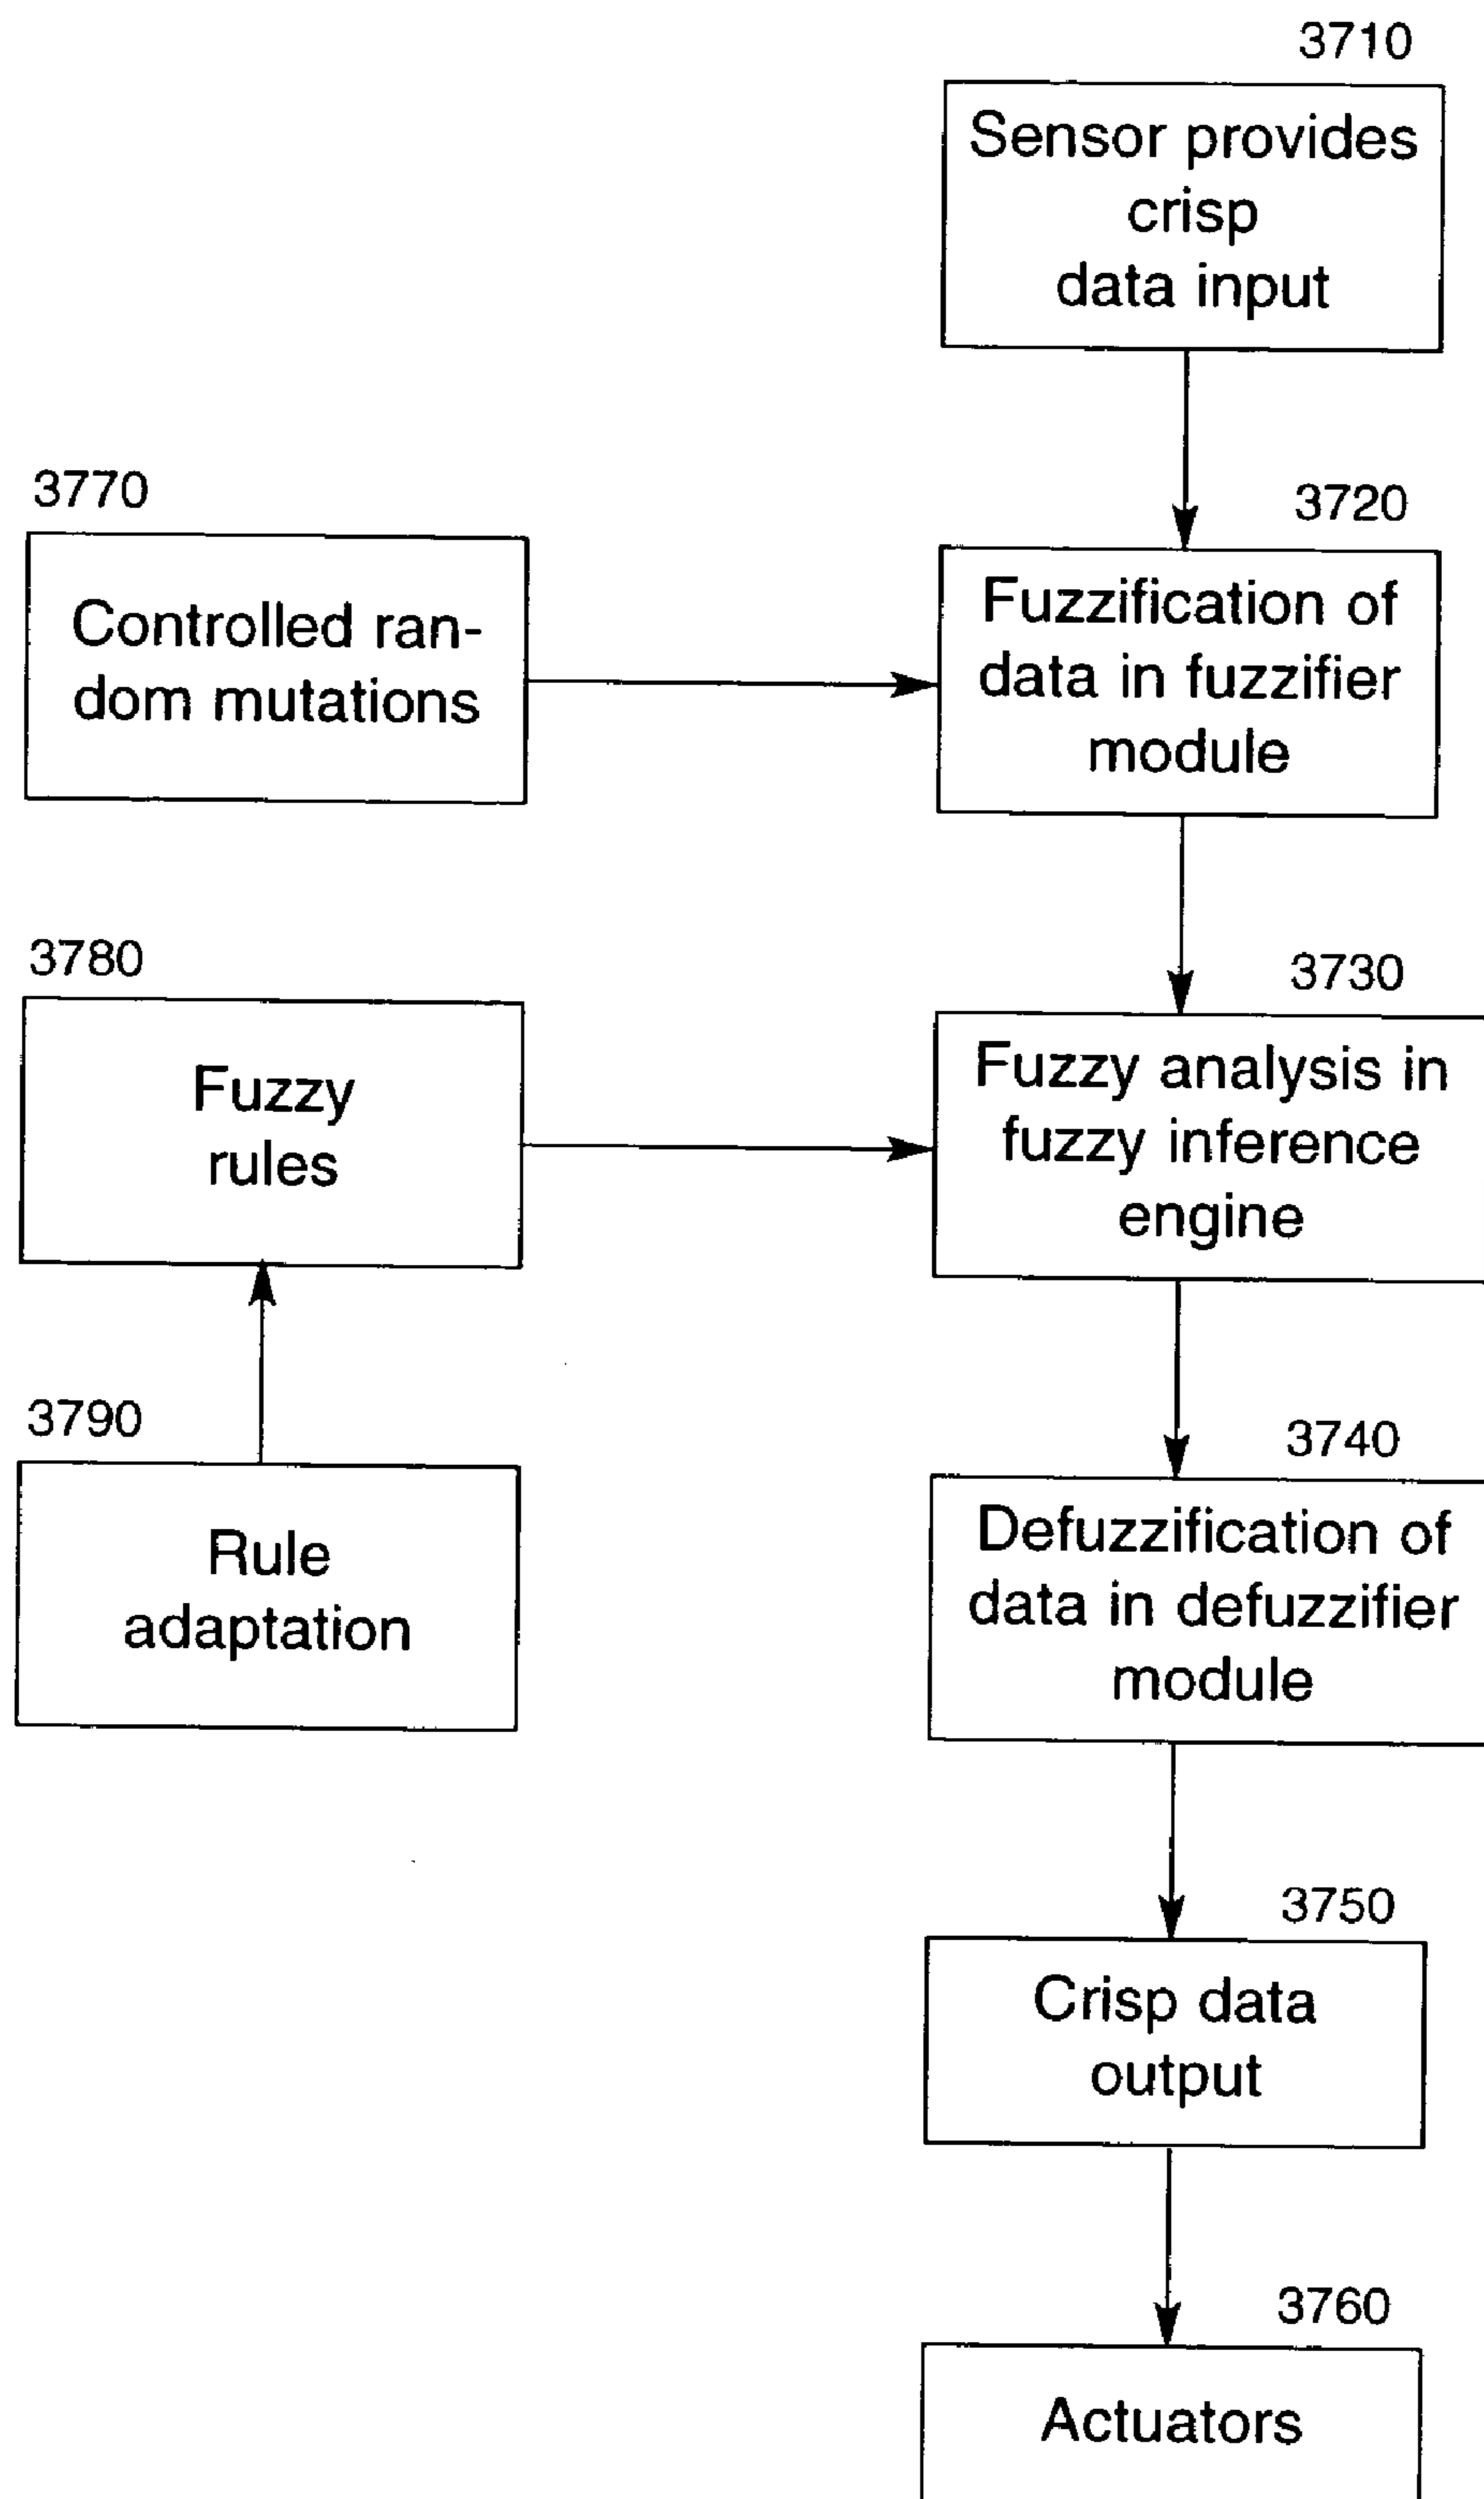 3710
Sensor provides
crisp
data input
3770
Controlled ran-
dom mutations
3720
Fuzzification of
data in fuzzifier
module
3780
Fuzzy
rules
3730
Fuzzy analysis in
fuzzy inference
engine
3790
Rule
adaptation
3740
Defuzzification of
data in defuzzifier
module
3750
Crisp data
output
3760
Actuators